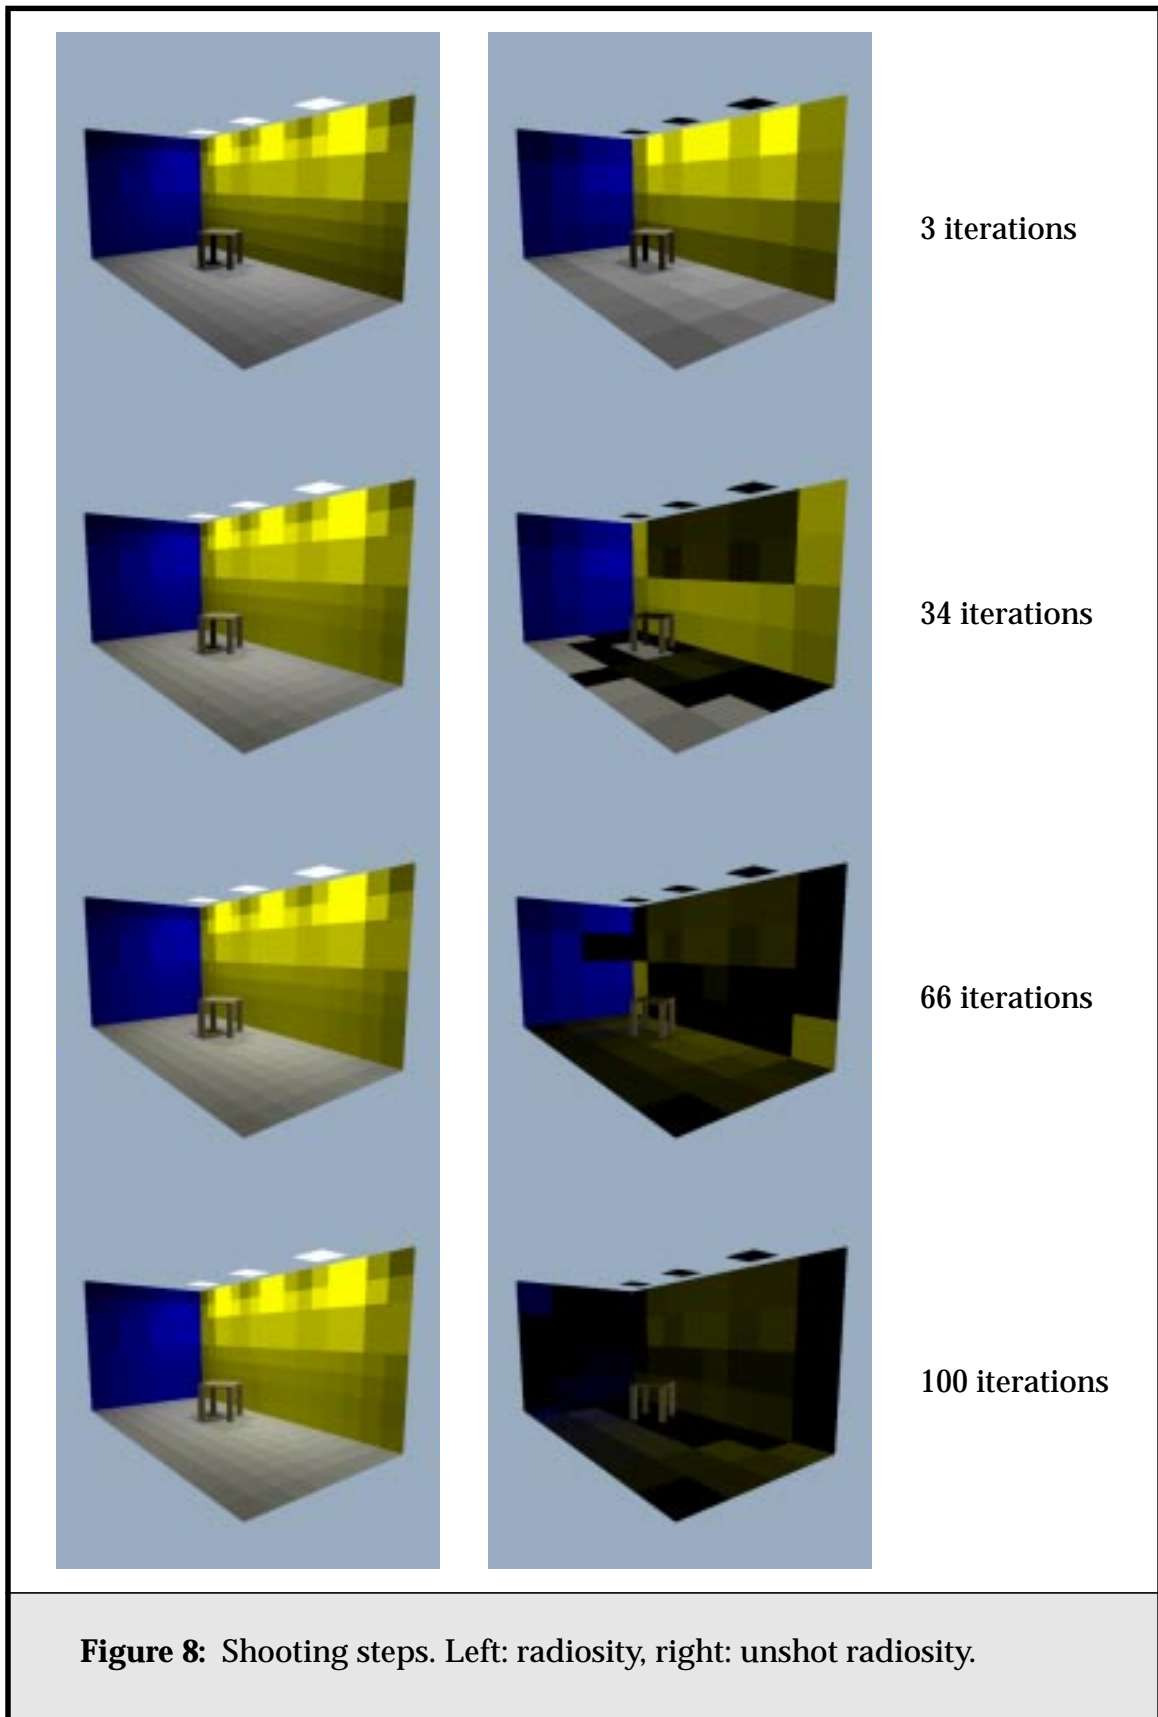 3 iterations
34 iterations
66 iterations
100 iterations
Figure 8: Shooting steps. Left: radiosity, right: unshot radiosity.